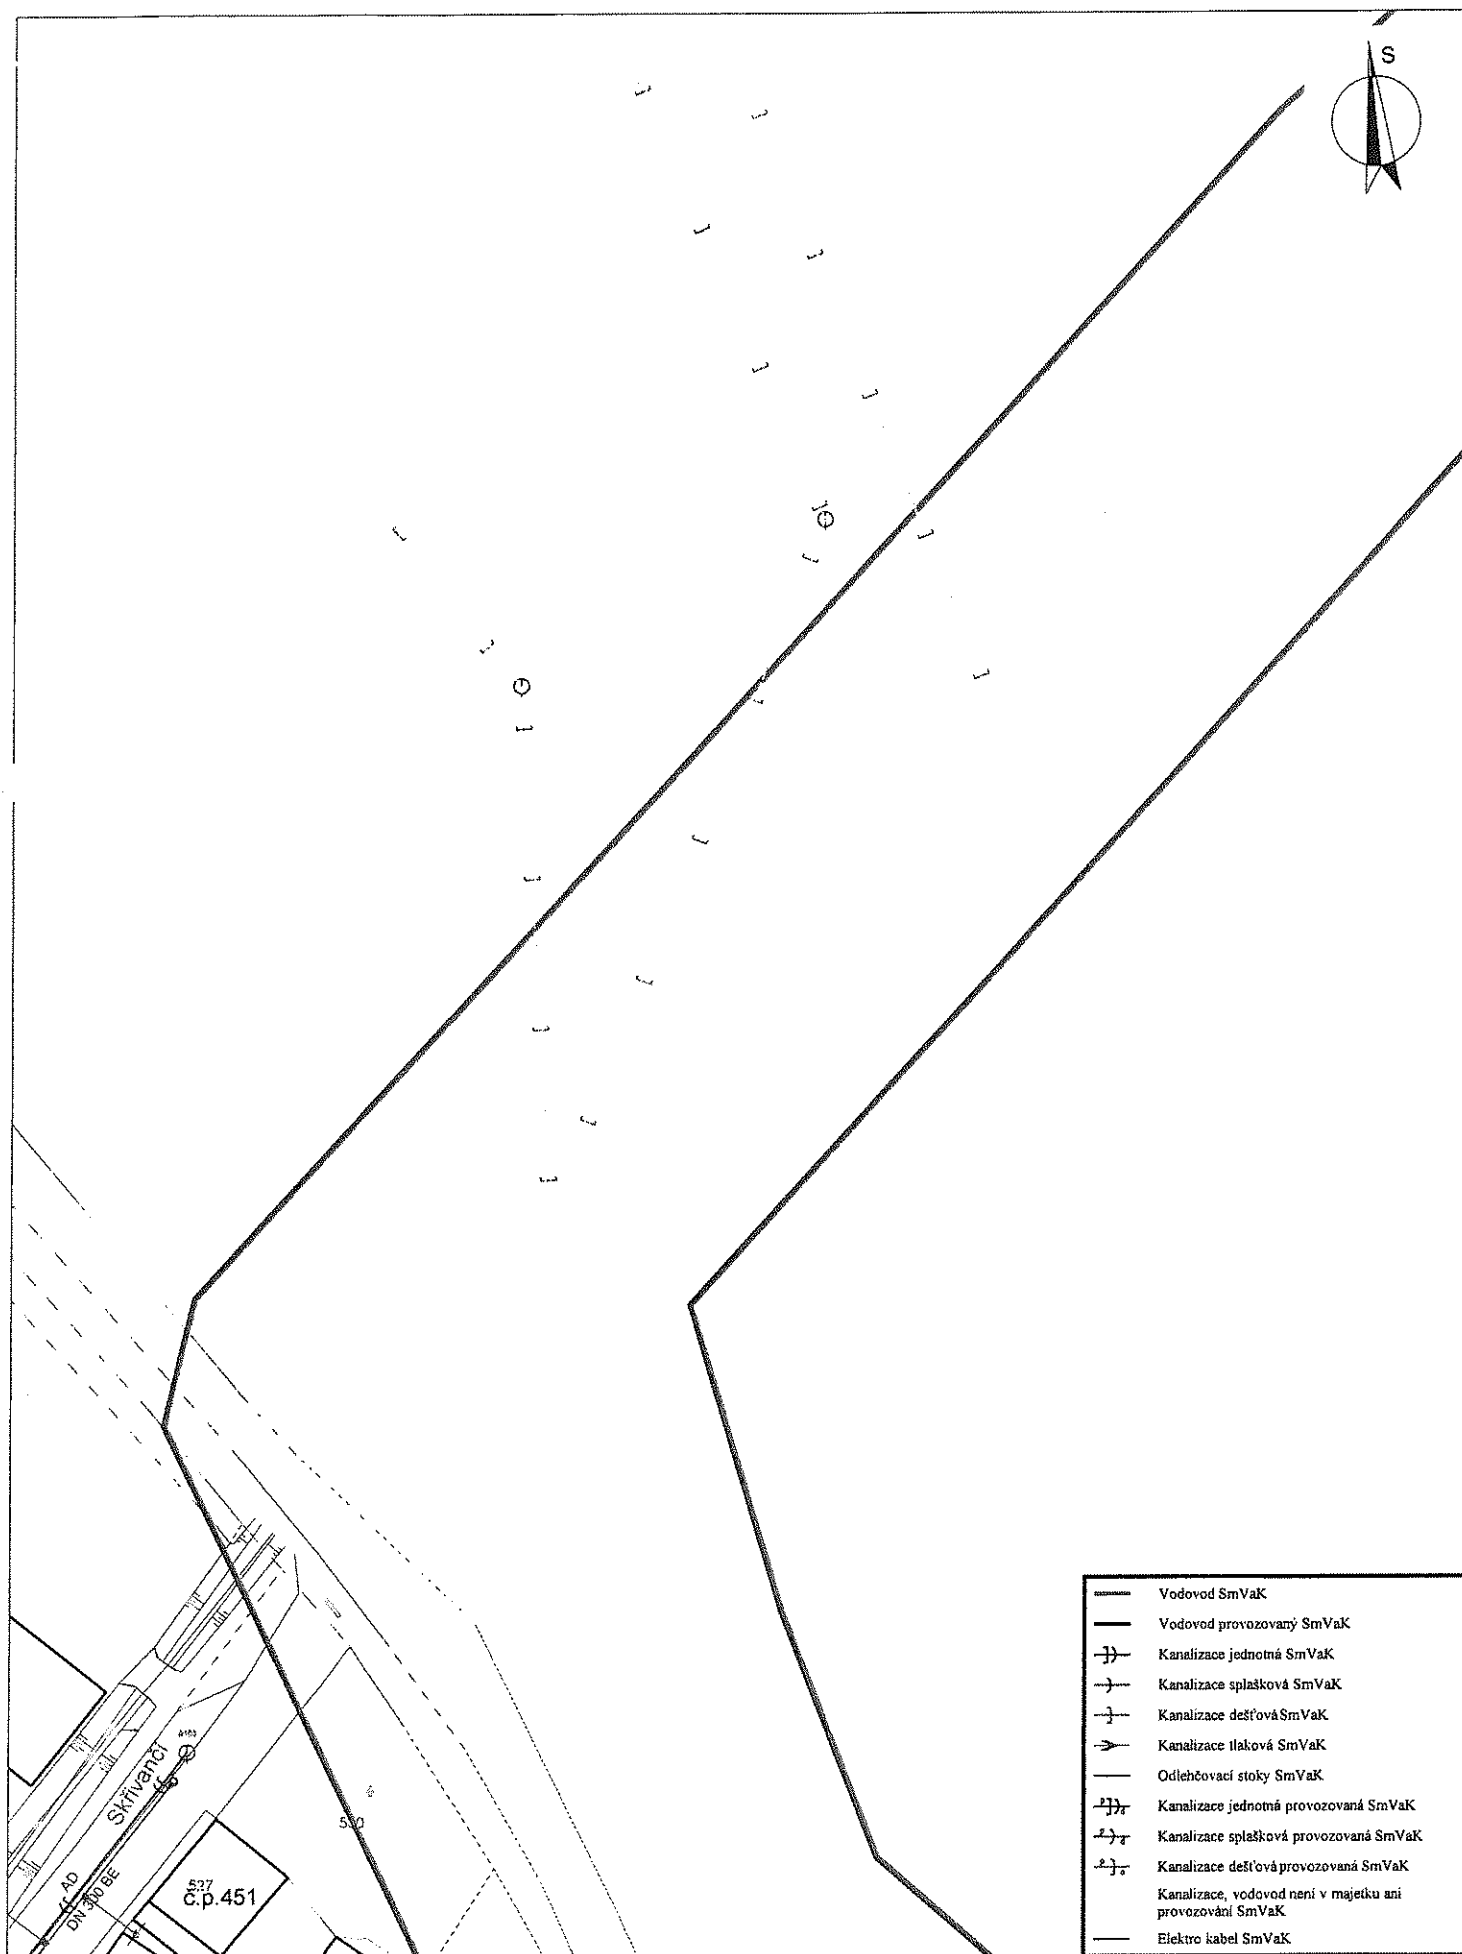 S
Skřivančí
AD
DN 300 BE
č.p.451
Vodovod SmVaK
Vodovod provozovaný SmVaK
Kanalizace jednotná SmVaK
Kanalizace splašková SmVaK
Kanalizace dešťová SmVaK
Kanalizace tlaková SmVaK
Odlehčovací stoky SmVaK
Kanalizace jednotná provozovaná SmVaK
Kanalizace splašková provozovaná SmVaK
Kanalizace dešťová provozovaná SmVaK
Kanalizace, vodovod není v majetku ani
provozování SmVaK
Elektro kabel SmVaK